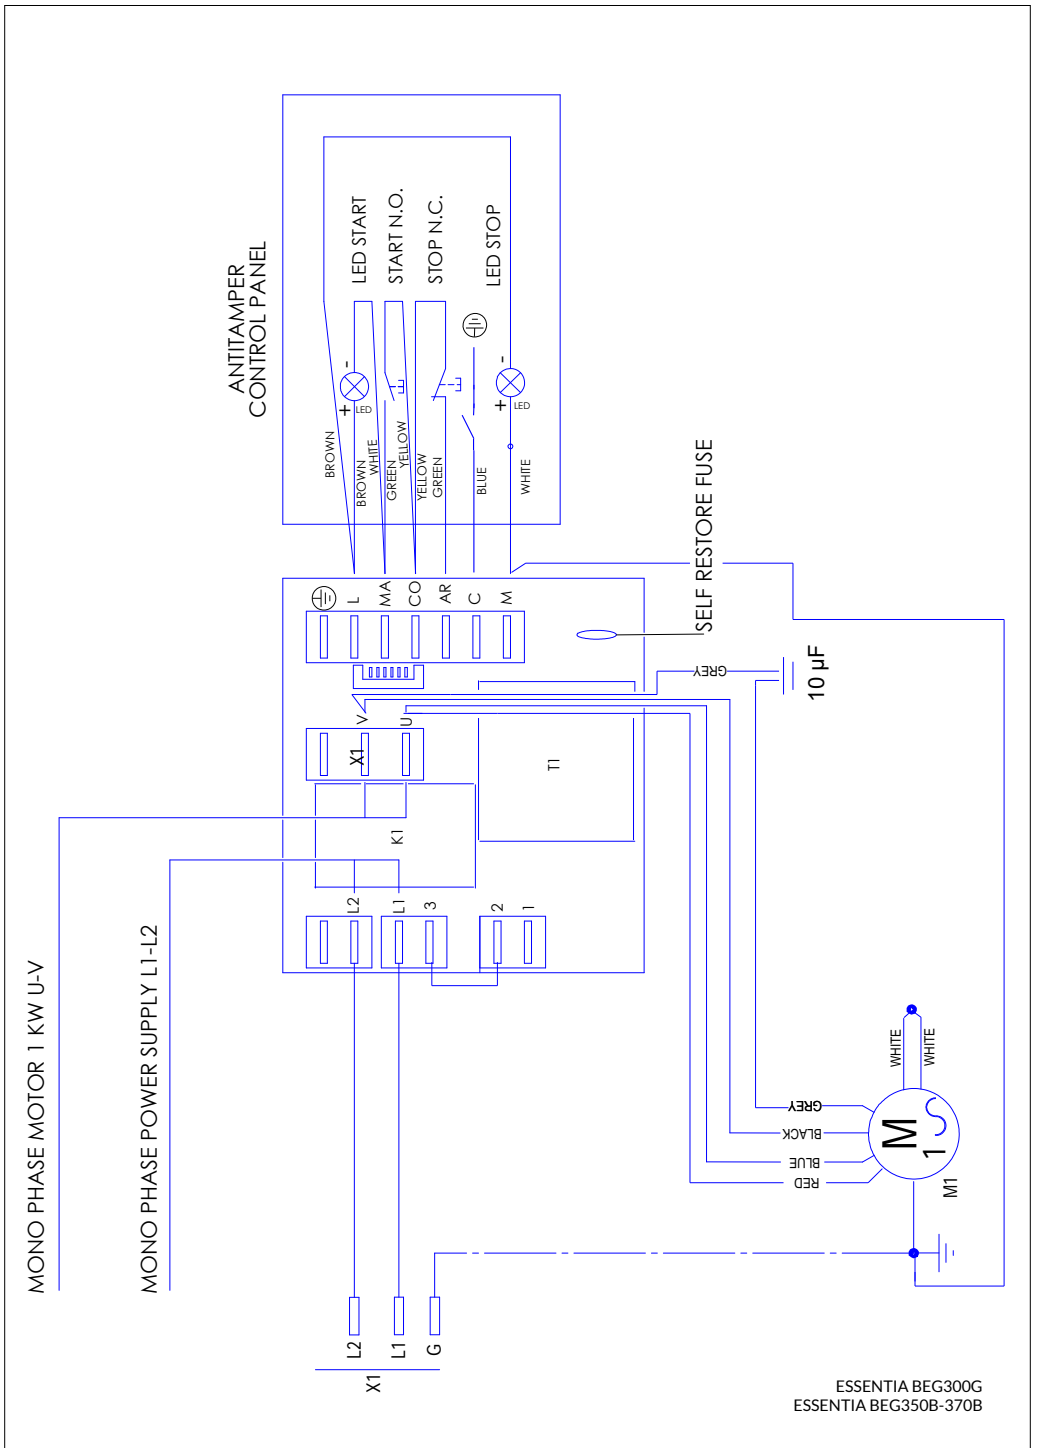 ANTITAMPER
CONTROL PANEL
LED START
START N.O.
STOP N.C.
LED STOP
+
-
LED
+
-
LED
BROWN
BROWN
WHITE
GREEN
YELLOW
YELLOW
GREEN
BLUE
WHITE
L
MA
CO
AR
C
M
SELF RESTORE FUSE
GREY
10 µF
V
U
X1
T1
K1
L2
L1
3
2
1
MONO PHASE MOTOR 1 KW U-V
MONO PHASE POWER SUPPLY L1-L2
WHITE
WHITE
GREY
BLACK
BLUE
RED
M
1
M1
L2
L1
G
X1
ESSENTIA BEG300G
ESSENTIA BEG350B-370B